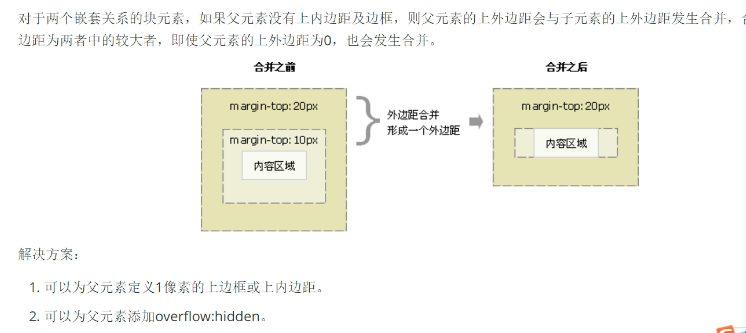 对于两个嵌套关系的块元素，如果父元素没有上内边距及边框，则父元素的上外边距会与子元素的上外边距发生合并，
边距为两者中的较大者，即使父元素的上外边距为0，也会发生合并。
合并之前
合并之后
margin-top:20px
margin-top:10px
内容区域
外边距合并
形成一个外边距
margin-top:20px
内容区域
解决方案：
1. 可以为父元素定义1像素的上边框或上内边距。
2. 可以为父元素添加overflow:hidden。